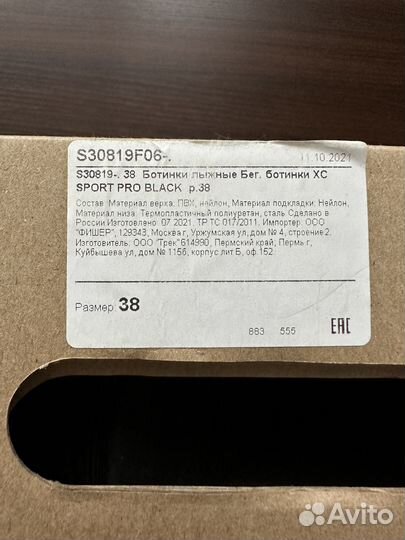 S30819F06-. 11.10.2021
S30819-. 38 Ботинки лыжные Бег. ботинки XC
SPORT PRO BLACK р.38
Состав: Материал верха: ПВХ, нейлон, Материал подкладки: Нейлон,
Материал низа: Термопластичный полиуретан, сталь Сделано в
России Изготовлено: 07.2021. ТР ТС 017/2011. Импортер: ООО
"ФИШЕР", 129343, Москва г, Уржумская ул, дом № 4, строение 2.
Изготовитель: ООО "Трек" 614990, Пермский край, Пермь г,
Куйбышева ул, дом № 115б, корпус лит Б, оф.152
Размер: 38
883 555
EAC
Avito